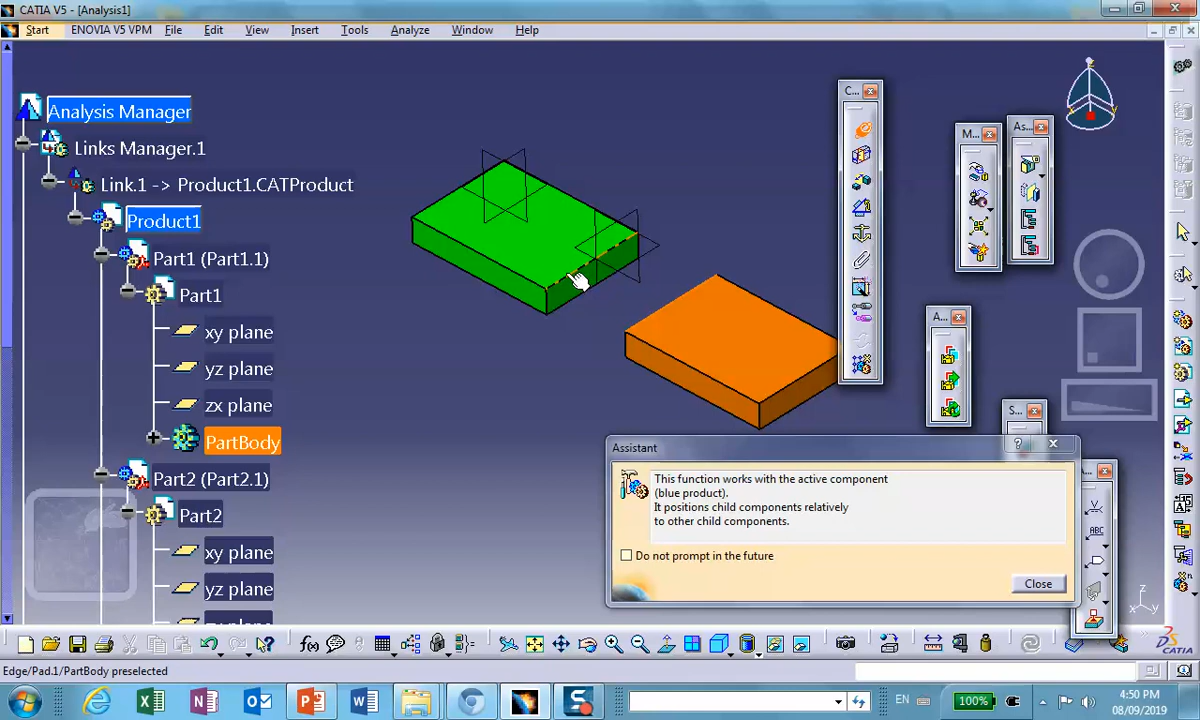 CATIA V5 - [Analysis1]
Start ENOVIA V5 VPM File Edit View Insert Tools Analyze Window Help
Analysis Manager
Links Manager.1
Link.1 -> Product1.CATProduct
Product1
Part1 (Part1.1)
Part1
xy plane
yz plane
zx plane
PartBody
Part2 (Part2.1)
Part2
xy plane
yz plane
C...
M...
As...
A...
S...
ABC
Assistant
This function works with the active component
(blue product).
It positions child components relatively
to other child components.
Do not prompt in the future
Close
z
x
y
f(x)
CATIA
Edge/Pad.1/PartBody preselected
EN
100%
4:50 PM
08/09/2019